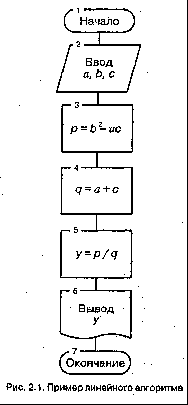 1
Начало
2
Ввод
a, b, c
3
p = b² – ac
4
q = a + c
5
y = p / q
6
Вывод
y
7
Окончание
Рис. 2.1. Пример линейного алгоритма